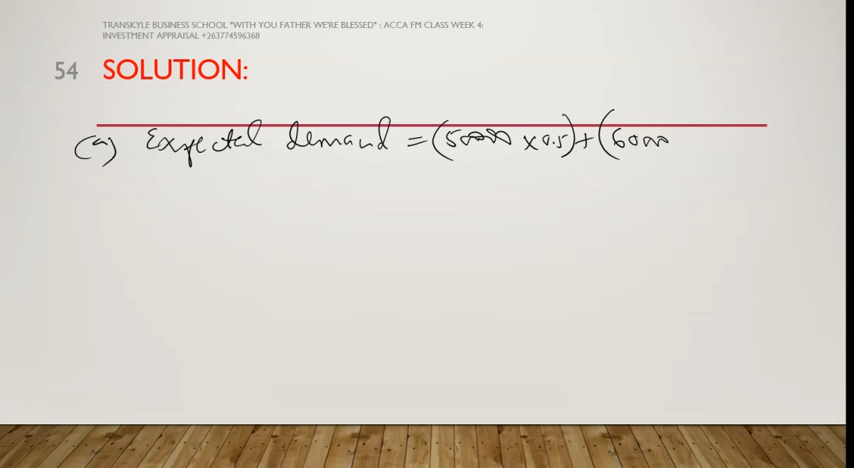 TRANSKYLE BUSINESS SCHOOL "WITH YOU FATHER WE'RE BLESSED" : ACCA FM CLASS WEEK 4:
INVESTMENT APPRAISAL +263774596368
54 SOLUTION:
(a) Expected demand = (50000 x 0.5) + (6000